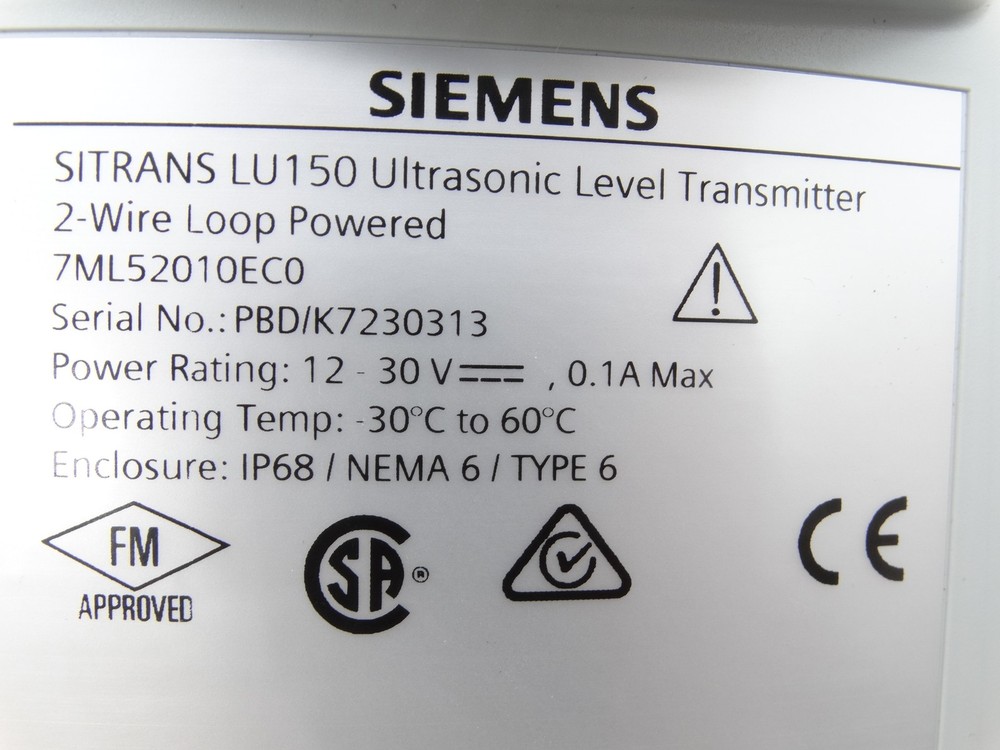 SIEMENS
SITRANS LU150 Ultrasonic Level Transmitter
2-Wire Loop Powered
7ML52010EC0
Serial No.: PBD/K7230313
Power Rating: 12 - 30 V⎓ , 0.1A Max
Operating Temp: -30°C to 60°C
Enclosure: IP68 / NEMA 6 / TYPE 6
FM
APPROVED
SA ®
CE